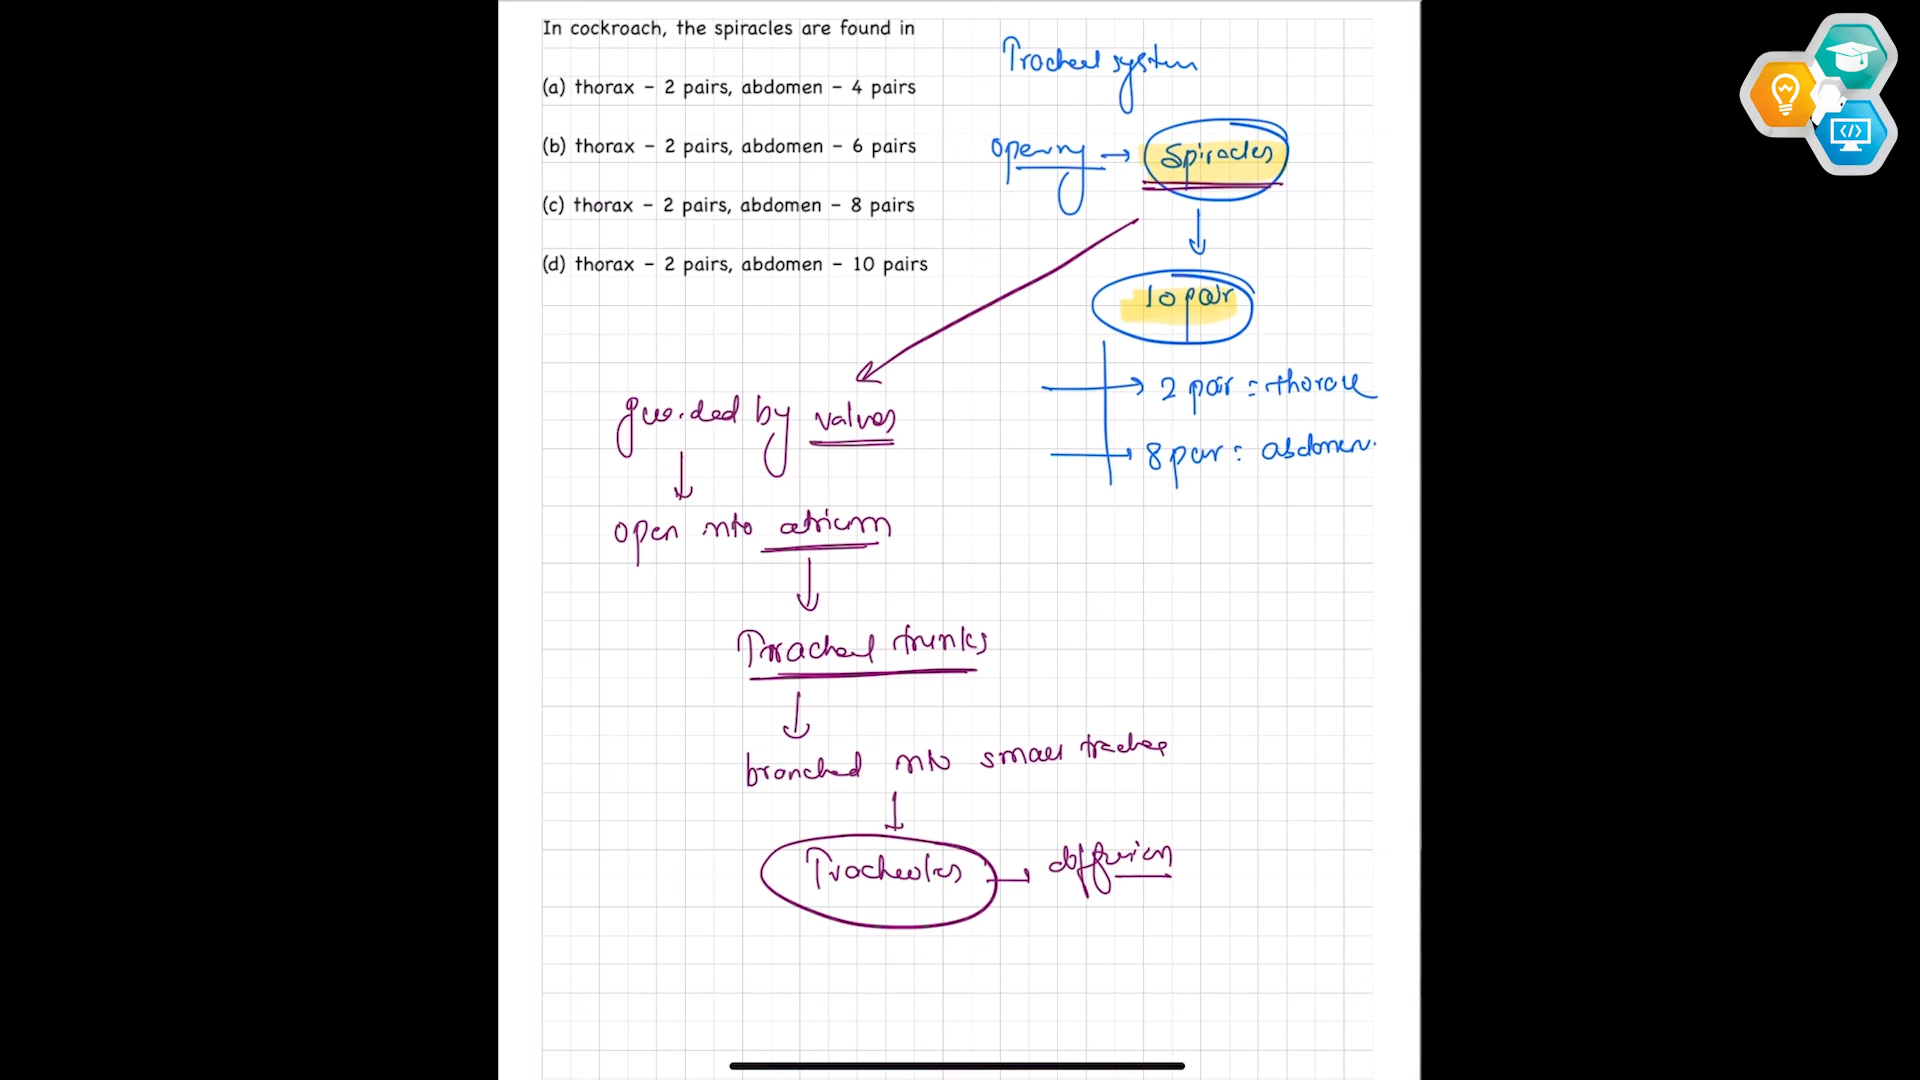 In cockroach, the spiracles are found in
(a) thorax - 2 pairs, abdomen - 4 pairs
(b) thorax - 2 pairs, abdomen - 6 pairs
(c) thorax - 2 pairs, abdomen - 8 pairs
(d) thorax - 2 pairs, abdomen - 10 pairs
Tracheal system
opening → Spiracles
10 pair
→ 2 pair = thorax
→ 8 pair = abdomen.
guarded by valves
open into atrium
Tracheal trunks
branched into small trachea
Tracheoles → diffusion